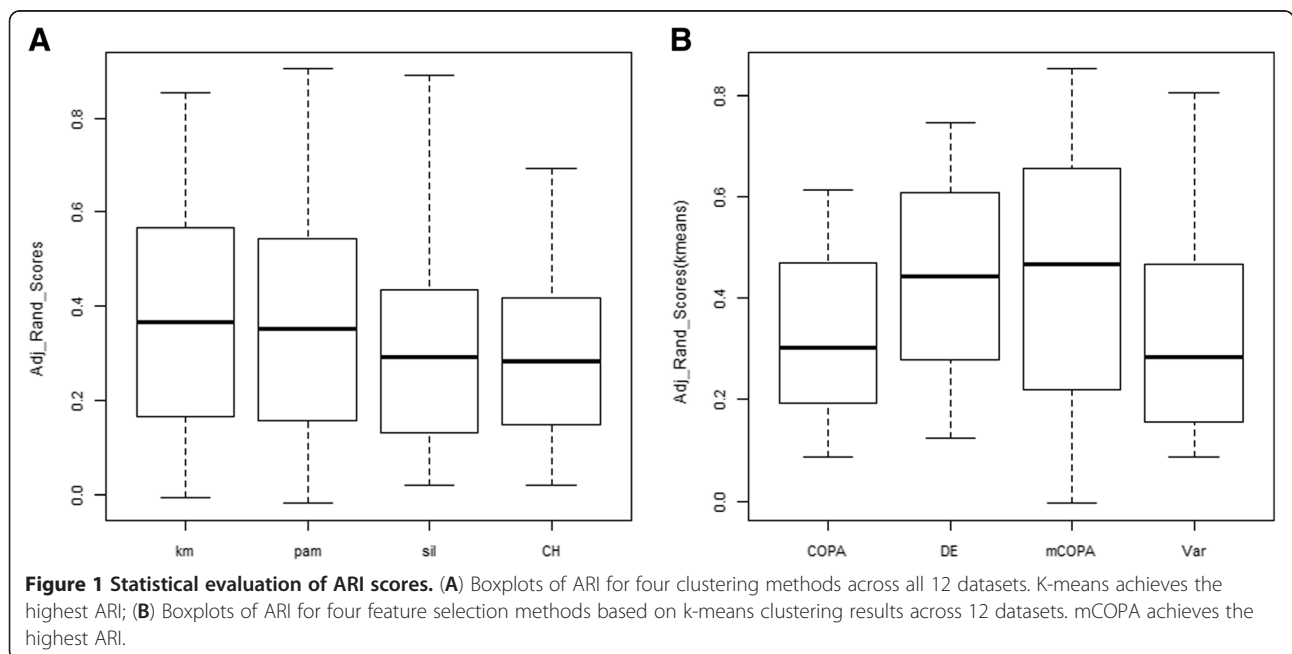 A
B
Adj_Rand_Scores
0.0
0.2
0.4
0.6
0.8
km
pam
sil
CH
Adj_Rand_Scores(kmeans)
0.0
0.2
0.4
0.6
0.8
COPA
DE
mCOPA
Var
Figure 1 Statistical evaluation of ARI scores. (A) Boxplots of ARI for four clustering methods across all 12 datasets. K-means achieves the
highest ARI; (B) Boxplots of ARI for four feature selection methods based on k-means clustering results across 12 datasets. mCOPA achieves the
highest ARI.